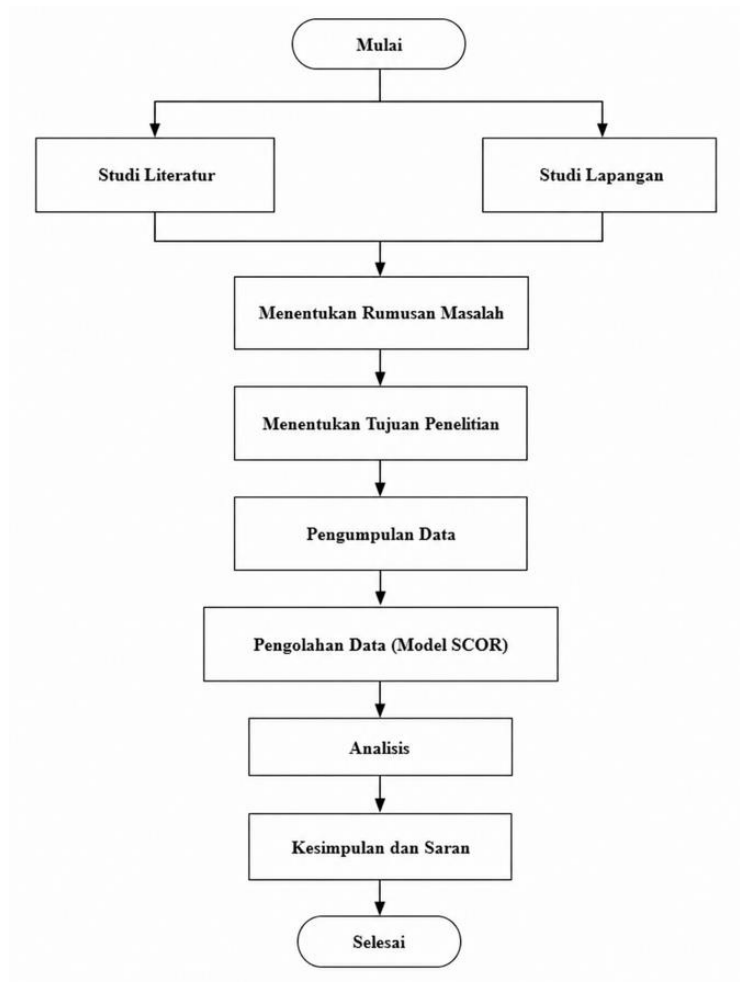 Mulai
Studi Literatur
Studi Lapangan
Menentukan Rumusan Masalah
Menentukan Tujuan Penelitian
Pengumpulan Data
Pengolahan Data (Model SCOR)
Analisis
Kesimpulan dan Saran
Selesai